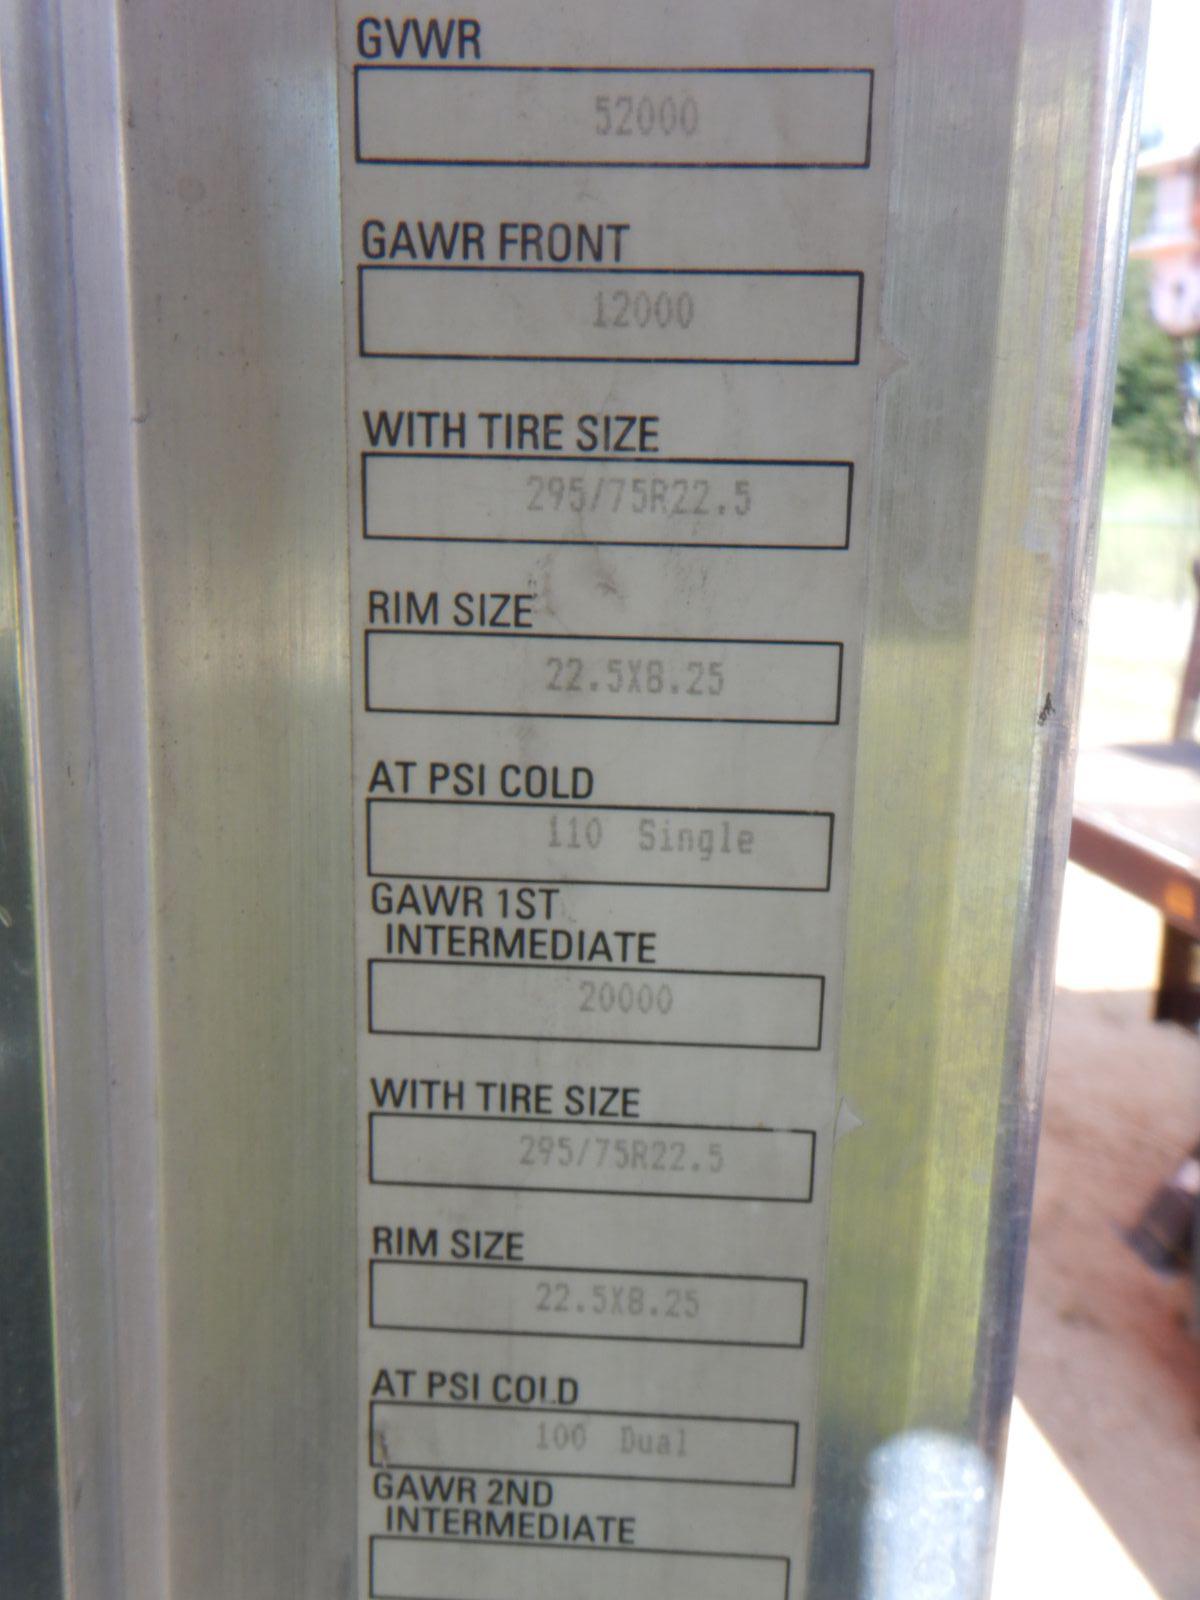 GVWR
52000
GAWR FRONT
12000
WITH TIRE SIZE
295/75R22.5
RIM SIZE
22.5X8.25
AT PSI COLD
110 Single
GAWR 1ST
INTERMEDIATE
20000
WITH TIRE SIZE
295/75R22.5
RIM SIZE
22.5X8.25
AT PSI COLD
100 Dual
GAWR 2ND
INTERMEDIATE